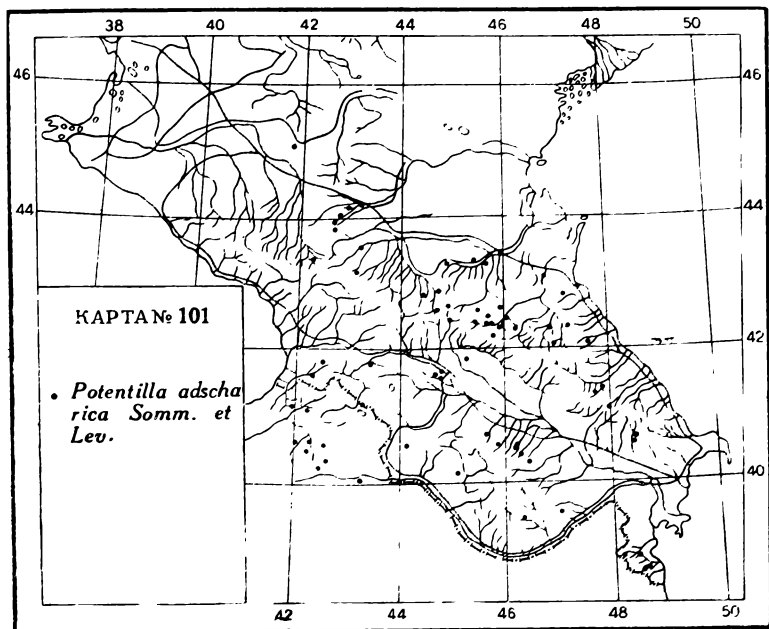 38 40 42 44 46 48 50
46 46
44 44
КАРТА № 101
42
• Potentilla adscha
rica Somm. et
Lev.
40
42 44 46 48 50